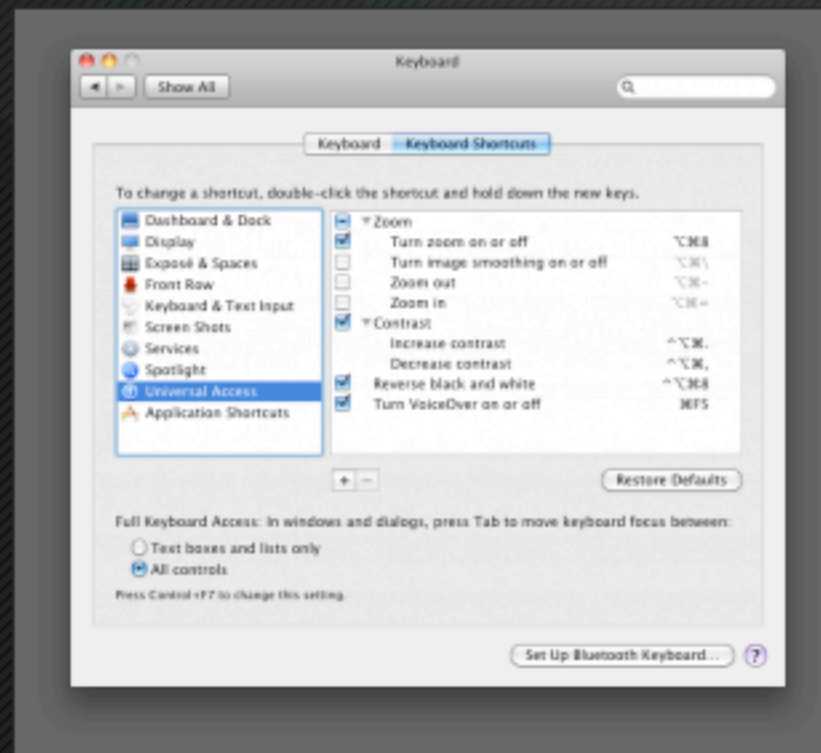 Keyboard
Show All
Keyboard Keyboard Shortcuts
To change a shortcut, double-click the shortcut and hold down the new keys.
Dashboard & Dock
Display
Exposé & Spaces
Front Row
Keyboard & Text Input
Screen Shots
Services
Spotlight
Universal Access
Application Shortcuts
Zoom
Turn zoom on or off ⌥⌘8
Turn image smoothing on or off ⌥⌘\
Zoom out ⌥⌘-
Zoom in ⌥⌘=
Contrast
Increase contrast ^⌥⌘.
Decrease contrast ^⌥⌘,
Reverse black and white ^⌥⌘8
Turn VoiceOver on or off ⌘F5
+ −
Restore Defaults
Full Keyboard Access: In windows and dialogs, press Tab to move keyboard focus between:
Text boxes and lists only
All controls
Press Control+F7 to change this setting.
Set Up Bluetooth Keyboard... ?